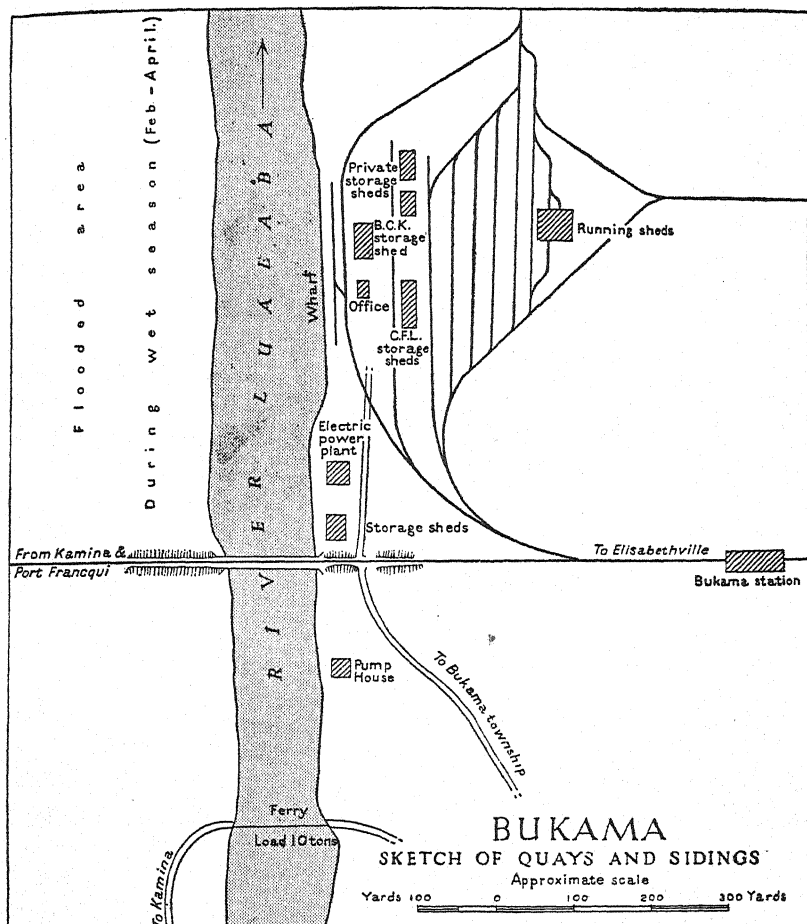 Flooded area
During wet season (Feb-April.)
RIVER LUALABA
Wharf
Private
storage
sheds
B.C.K.
storage
shed
Office
C.F.L.
storage
sheds
Running sheds
Electric
power
plant
Storage sheds
From Kamina &
Port Francqui
To Elisabethville
Bukama station
Pump
House
To Bukama township
Ferry
Load 10 tons
To Kamina
BUKAMA
SKETCH OF QUAYS AND SIDINGS
Approximate scale
Yards 100 0 100 200 300 Yards